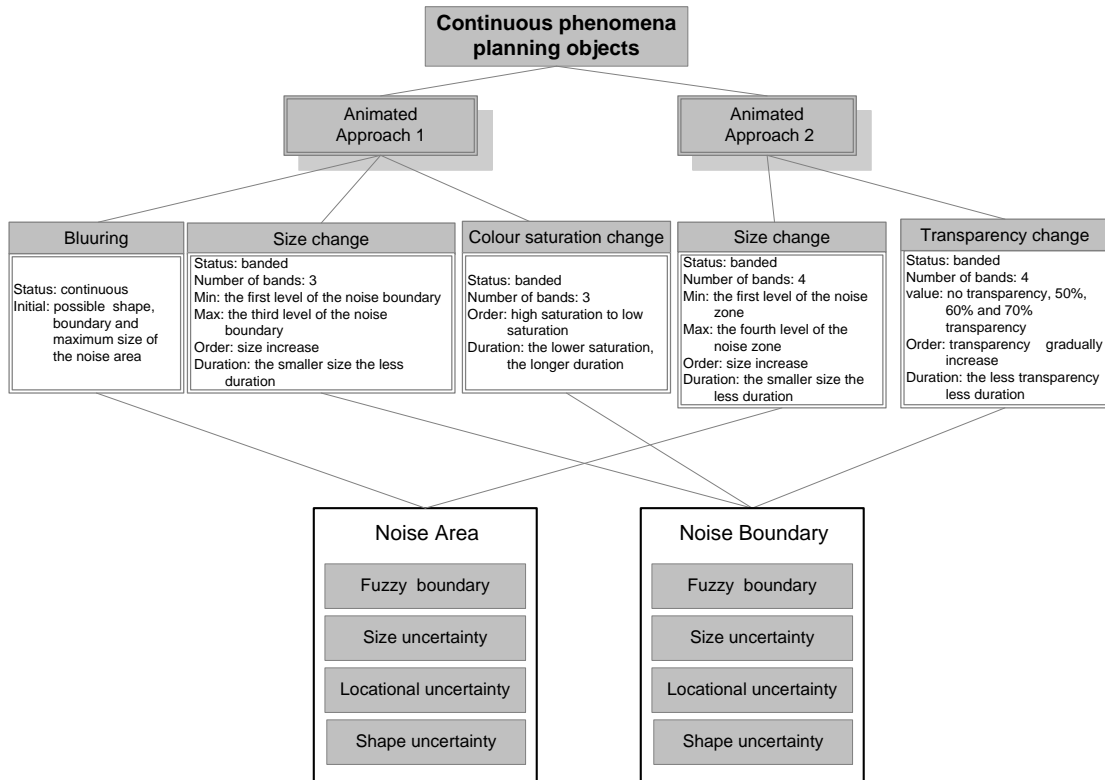 Continuous phenomena
planning objects
Animated
Approach 1
Animated
Approach 2
Bluuring
Status: continuous
Initial: possible shape,
boundary and
maximum size of
the noise area
Size change
Status: banded
Number of bands: 3
Min: the first level of the noise boundary
Max: the third level of the noise
boundary
Order: size increase
Duration: the smaller size the less
duration
Colour saturation change
Status: banded
Number of bands: 3
Order: high saturation to low
saturation
Duration: the lower saturation,
the longer duration
Size change
Status: banded
Number of bands: 4
Min: the first level of the noise
zone
Max: the fourth level of the
noise zone
Order: size increase
Duration: the smaller size the
less duration
Transparency change
Status: banded
Number of bands: 4
value: no transparency, 50%,
60% and 70%
transparency
Order: transparency gradually
increase
Duration: the less transparency
less duration
Noise Area
Fuzzy boundary
Size uncertainty
Locational uncertainty
Shape uncertainty
Noise Boundary
Fuzzy boundary
Size uncertainty
Locational uncertainty
Shape uncertainty